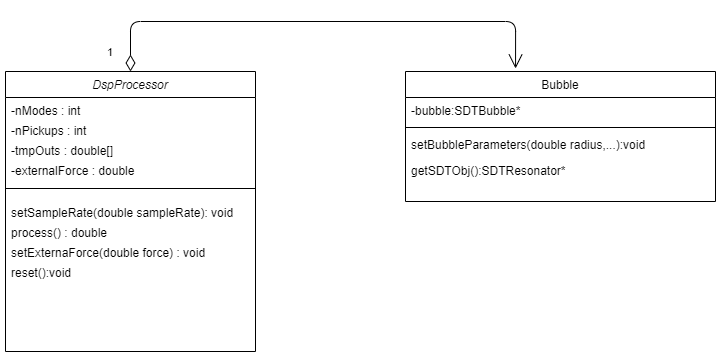 1
DspProcessor
-nModes : int
-nPickups : int
-tmpOuts : double[]
-externalForce : double
setSampleRate(double sampleRate): void
process() : double
setExternaForce(double force) : void
reset():void
Bubble
-bubble:SDTBubble*
setBubbleParameters(double radius,...):void
getSDTObj():SDTResonator*